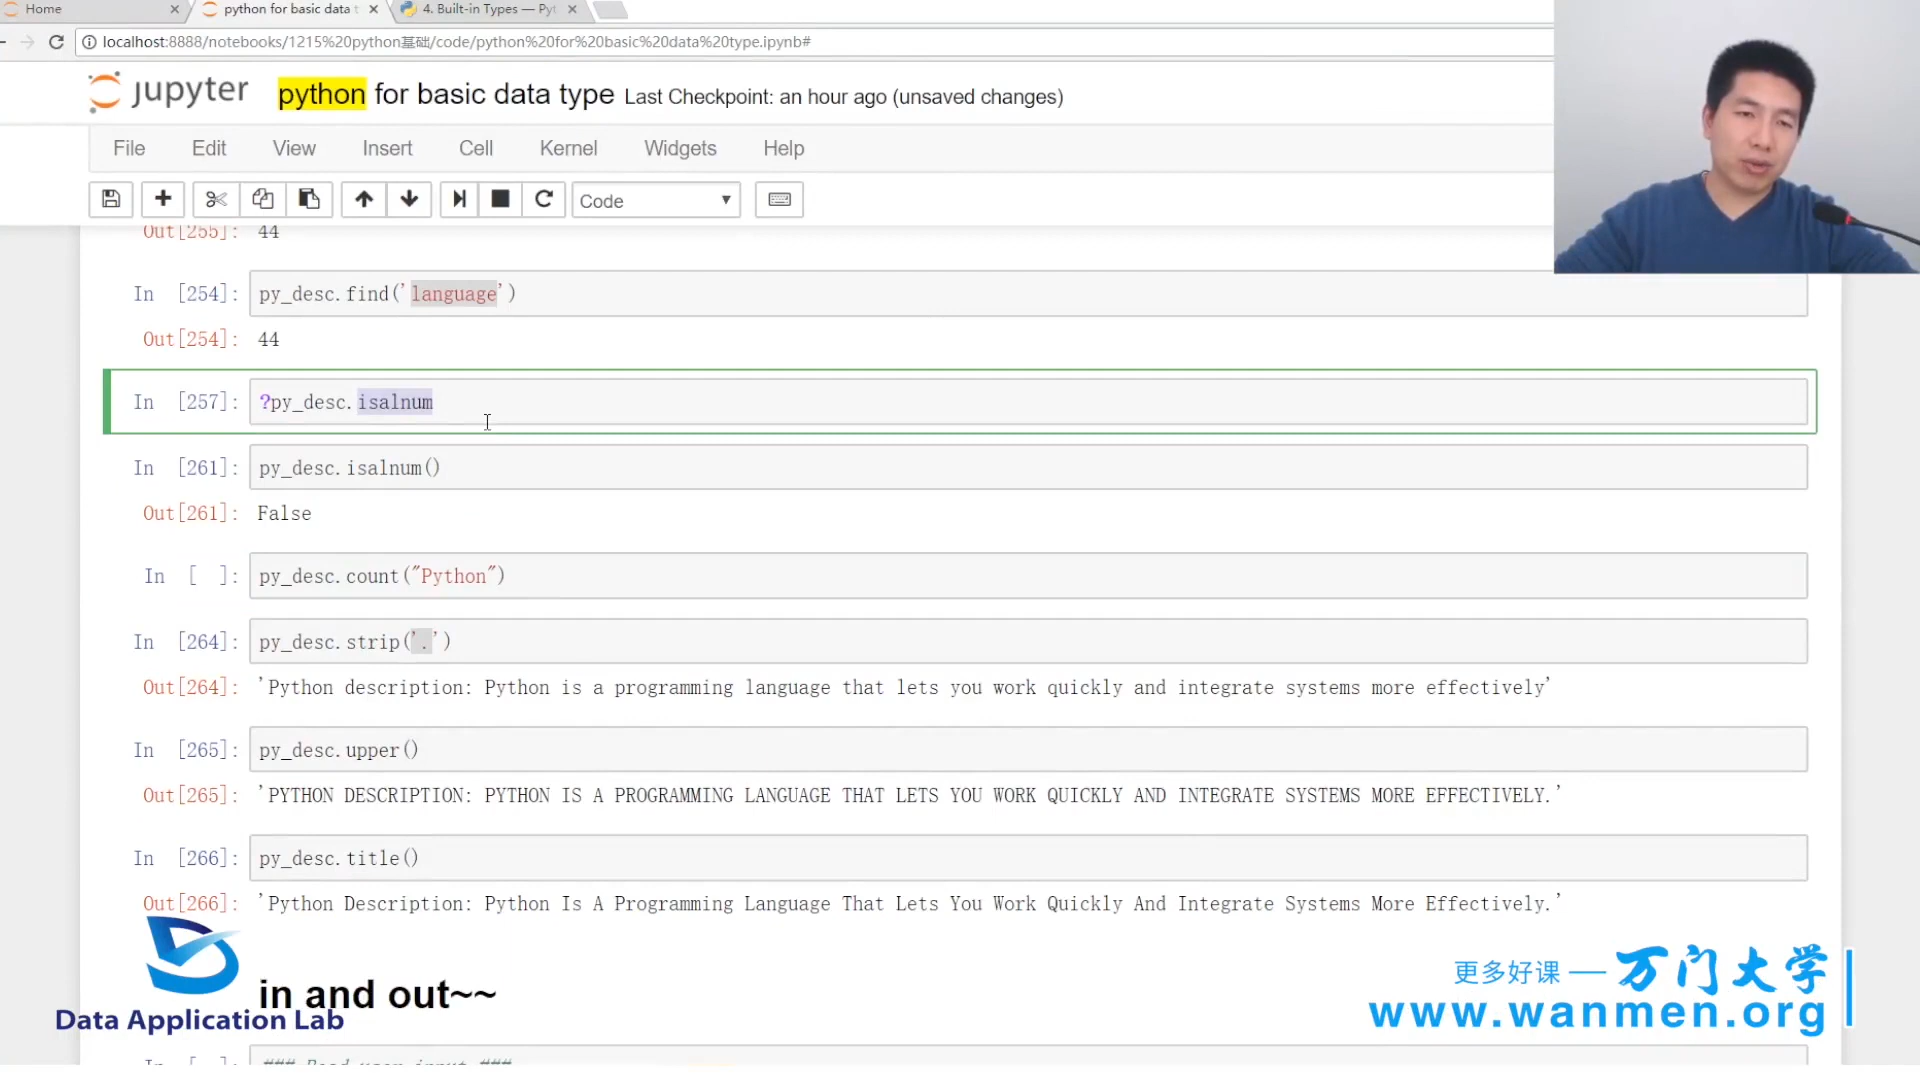 Home
python for basic data t
4. Built-in Types — Pyt
localhost:8888/notebooks/1215%20python基础/code/python%20for%20basic%20data%20type.ipynb#
jupyter
python for basic data type Last Checkpoint: an hour ago (unsaved changes)
File Edit View Insert Cell Kernel Widgets Help
Code
Out[255]: 44
In [254]: py_desc.find('language')
Out[254]: 44
In [257]: ?py_desc.isalnum
In [261]: py_desc.isalnum()
Out[261]: False
In [ ]: py_desc.count("Python")
In [264]: py_desc.strip('.')
Out[264]: 'Python description: Python is a programming language that lets you work quickly and integrate systems more effectively'
In [265]: py_desc.upper()
Out[265]: 'PYTHON DESCRIPTION: PYTHON IS A PROGRAMMING LANGUAGE THAT LETS YOU WORK QUICKLY AND INTEGRATE SYSTEMS MORE EFFECTIVELY.'
In [266]: py_desc.title()
Out[266]: 'Python Description: Python Is A Programming Language That Lets You Work Quickly And Integrate Systems More Effectively.'
in and out~~
Data Application Lab
更多好课 — 万门大学
www.wanmen.org
In [ ]: ### Read user input ###